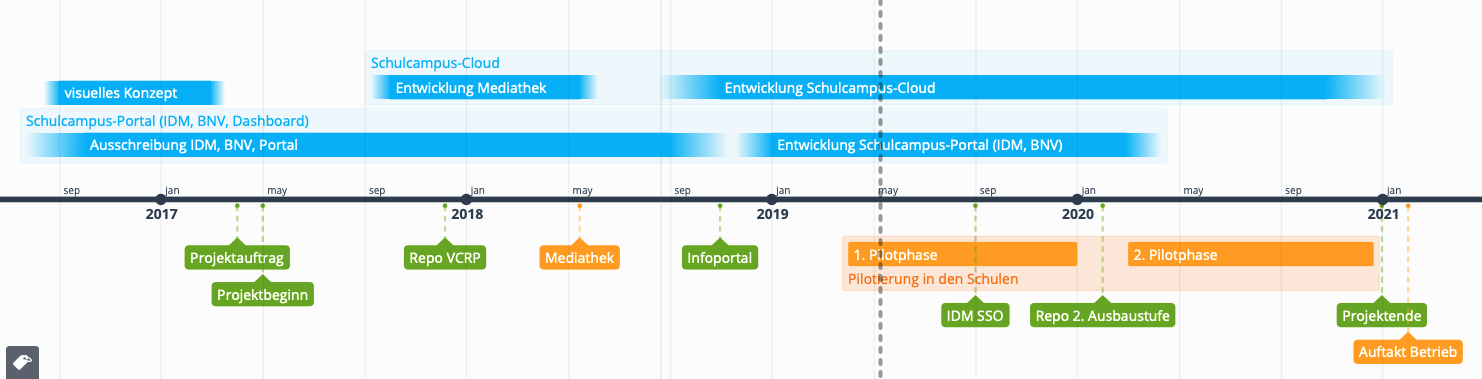 Schulcampus-Cloud
visuelles Konzept
Entwicklung Mediathek
Entwicklung Schulcampus-Cloud
Schulcampus-Portal (IDM, BNV, Dashboard)
Ausschreibung IDM, BNV, Portal
Entwicklung Schulcampus-Portal (IDM, BNV)
sep jan may sep jan may sep jan may sep jan may sep jan
2017 2018 2019 2020 2021
Projektauftrag
Repo VCRP
Mediathek
Infoportal
1. Pilotphase
2. Pilotphase
Pilotierung in den Schulen
Projektbeginn
IDM SSO
Repo 2. Ausbaustufe
Projektende
Auftakt Betrieb